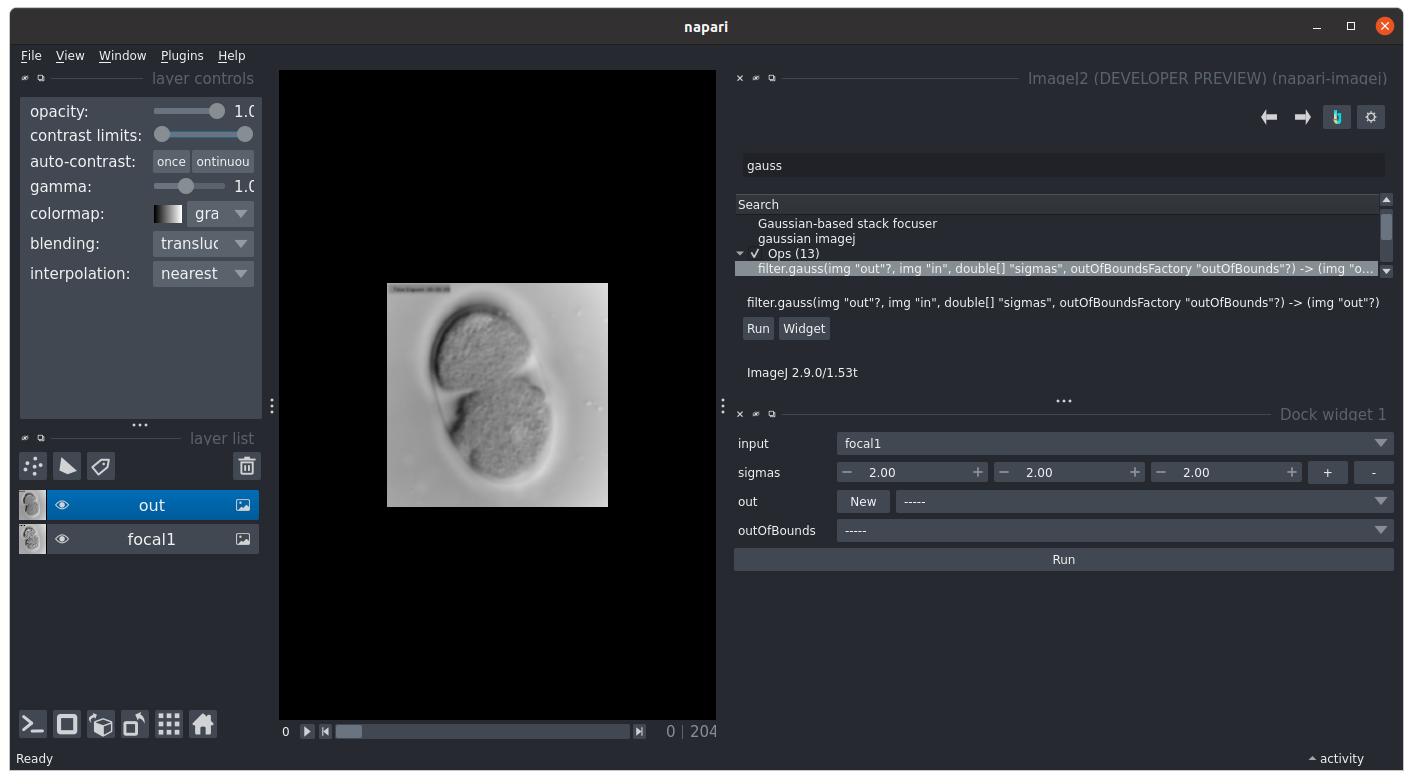 napari
File View Window Plugins Help
layer controls
opacity: 1.0
contrast limits:
auto-contrast: once ontinuou
gamma: 1.0
colormap: gra
blending: transluc
interpolation: nearest
layer list
out
focal1
0 0 | 204
Ready
ImageJ2 (DEVELOPER PREVIEW) (napari-imagej)
gauss
Search
Gaussian-based stack focuser
gaussian imagej
Ops (13)
filter.gauss(img "out"?, img "in", double[] "sigmas", outOfBoundsFactory "outOfBounds"?) -> (img "o...
filter.gauss(img "out"?, img "in", double[] "sigmas", outOfBoundsFactory "outOfBounds"?) -> (img "out"?)
Run Widget
ImageJ 2.9.0/1.53t
Dock widget 1
input focal1
sigmas − 2.00 + − 2.00 + − 2.00 + + -
out New -----
outOfBounds -----
Run
activity